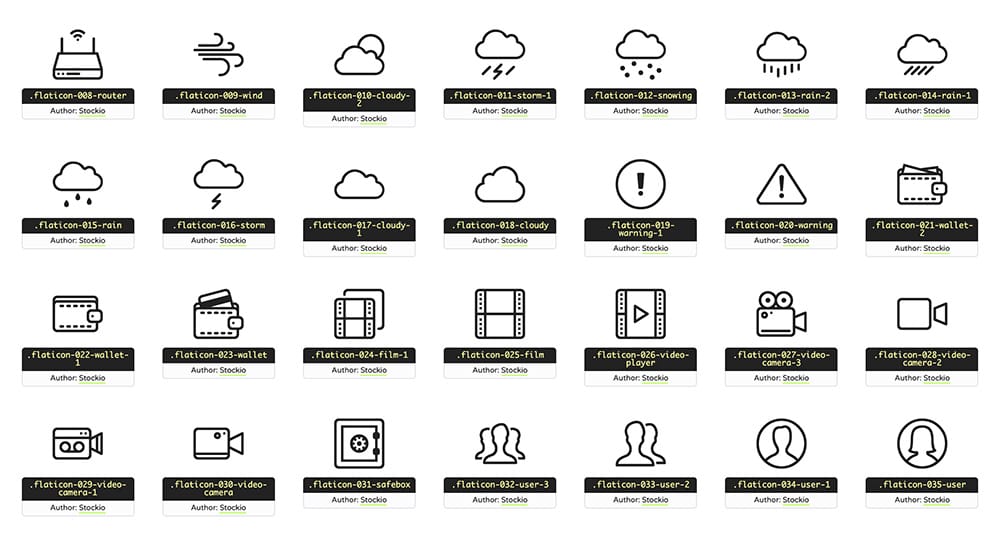 .flaticon-008-router
Author: Stockio
.flaticon-009-wind
Author: Stockio
.flaticon-010-cloudy-
2
Author: Stockio
.flaticon-011-storm-1
Author: Stockio
.flaticon-012-snowing
Author: Stockio
.flaticon-013-rain-2
Author: Stockio
.flaticon-014-rain-1
Author: Stockio
.flaticon-015-rain
Author: Stockio
.flaticon-016-storm
Author: Stockio
.flaticon-017-cloudy-
1
Author: Stockio
.flaticon-018-cloudy
Author: Stockio
.flaticon-019-
warning-1
Author: Stockio
.flaticon-020-warning
Author: Stockio
.flaticon-021-wallet-
2
Author: Stockio
.flaticon-022-wallet-
1
Author: Stockio
.flaticon-023-wallet
Author: Stockio
.flaticon-024-film-1
Author: Stockio
.flaticon-025-film
Author: Stockio
.flaticon-026-video-
player
Author: Stockio
.flaticon-027-video-
camera-3
Author: Stockio
.flaticon-028-video-
camera-2
Author: Stockio
.flaticon-029-video-
camera-1
Author: Stockio
.flaticon-030-video-
camera
Author: Stockio
.flaticon-031-safebox
Author: Stockio
.flaticon-032-user-3
Author: Stockio
.flaticon-033-user-2
Author: Stockio
.flaticon-034-user-1
Author: Stockio
.flaticon-035-user
Author: Stockio